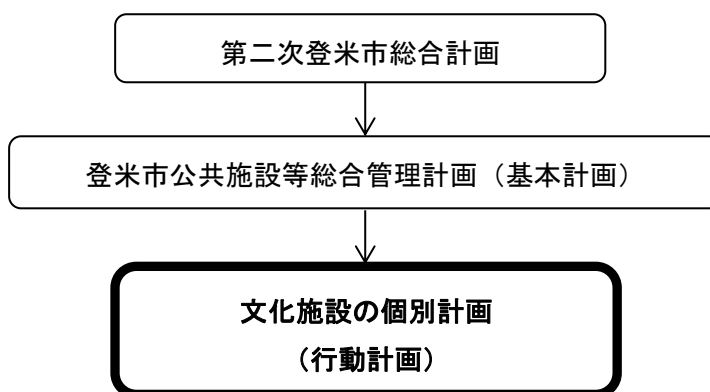 第二次登米市総合計画
登米市公共施設等総合管理計画（基本計画）
文化施設の個別計画
（行動計画）